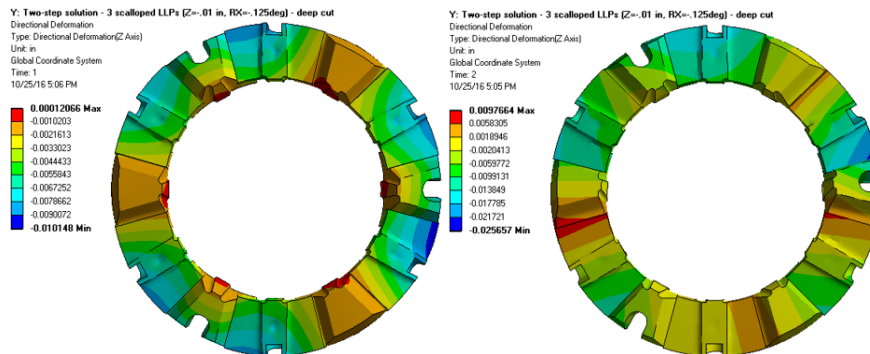 Y: Two-step solution - 3 scalloped LLPs (Z=-.01 in, RX=-.125deg) - deep cut
Directional Deformation
Type: Directional Deformation(Z Axis)
Unit: in
Global Coordinate System
Time: 1
10/25/16 5:06 PM
0.00012066 Max
-0.0010203
-0.0021613
-0.0033023
-0.0044433
-0.0055843
-0.0067252
-0.0078662
-0.0090072
-0.010148 Min
Y: Two-step solution - 3 scalloped LLPs (Z=-.01 in, RX=-.125deg) - deep cut
Directional Deformation
Type: Directional Deformation(Z Axis)
Unit: in
Global Coordinate System
Time: 2
10/25/16 5:05 PM
0.0097664 Max
0.0058305
0.0018946
-0.0020413
-0.0059772
-0.0099131
-0.013849
-0.017785
-0.021721
-0.025657 Min